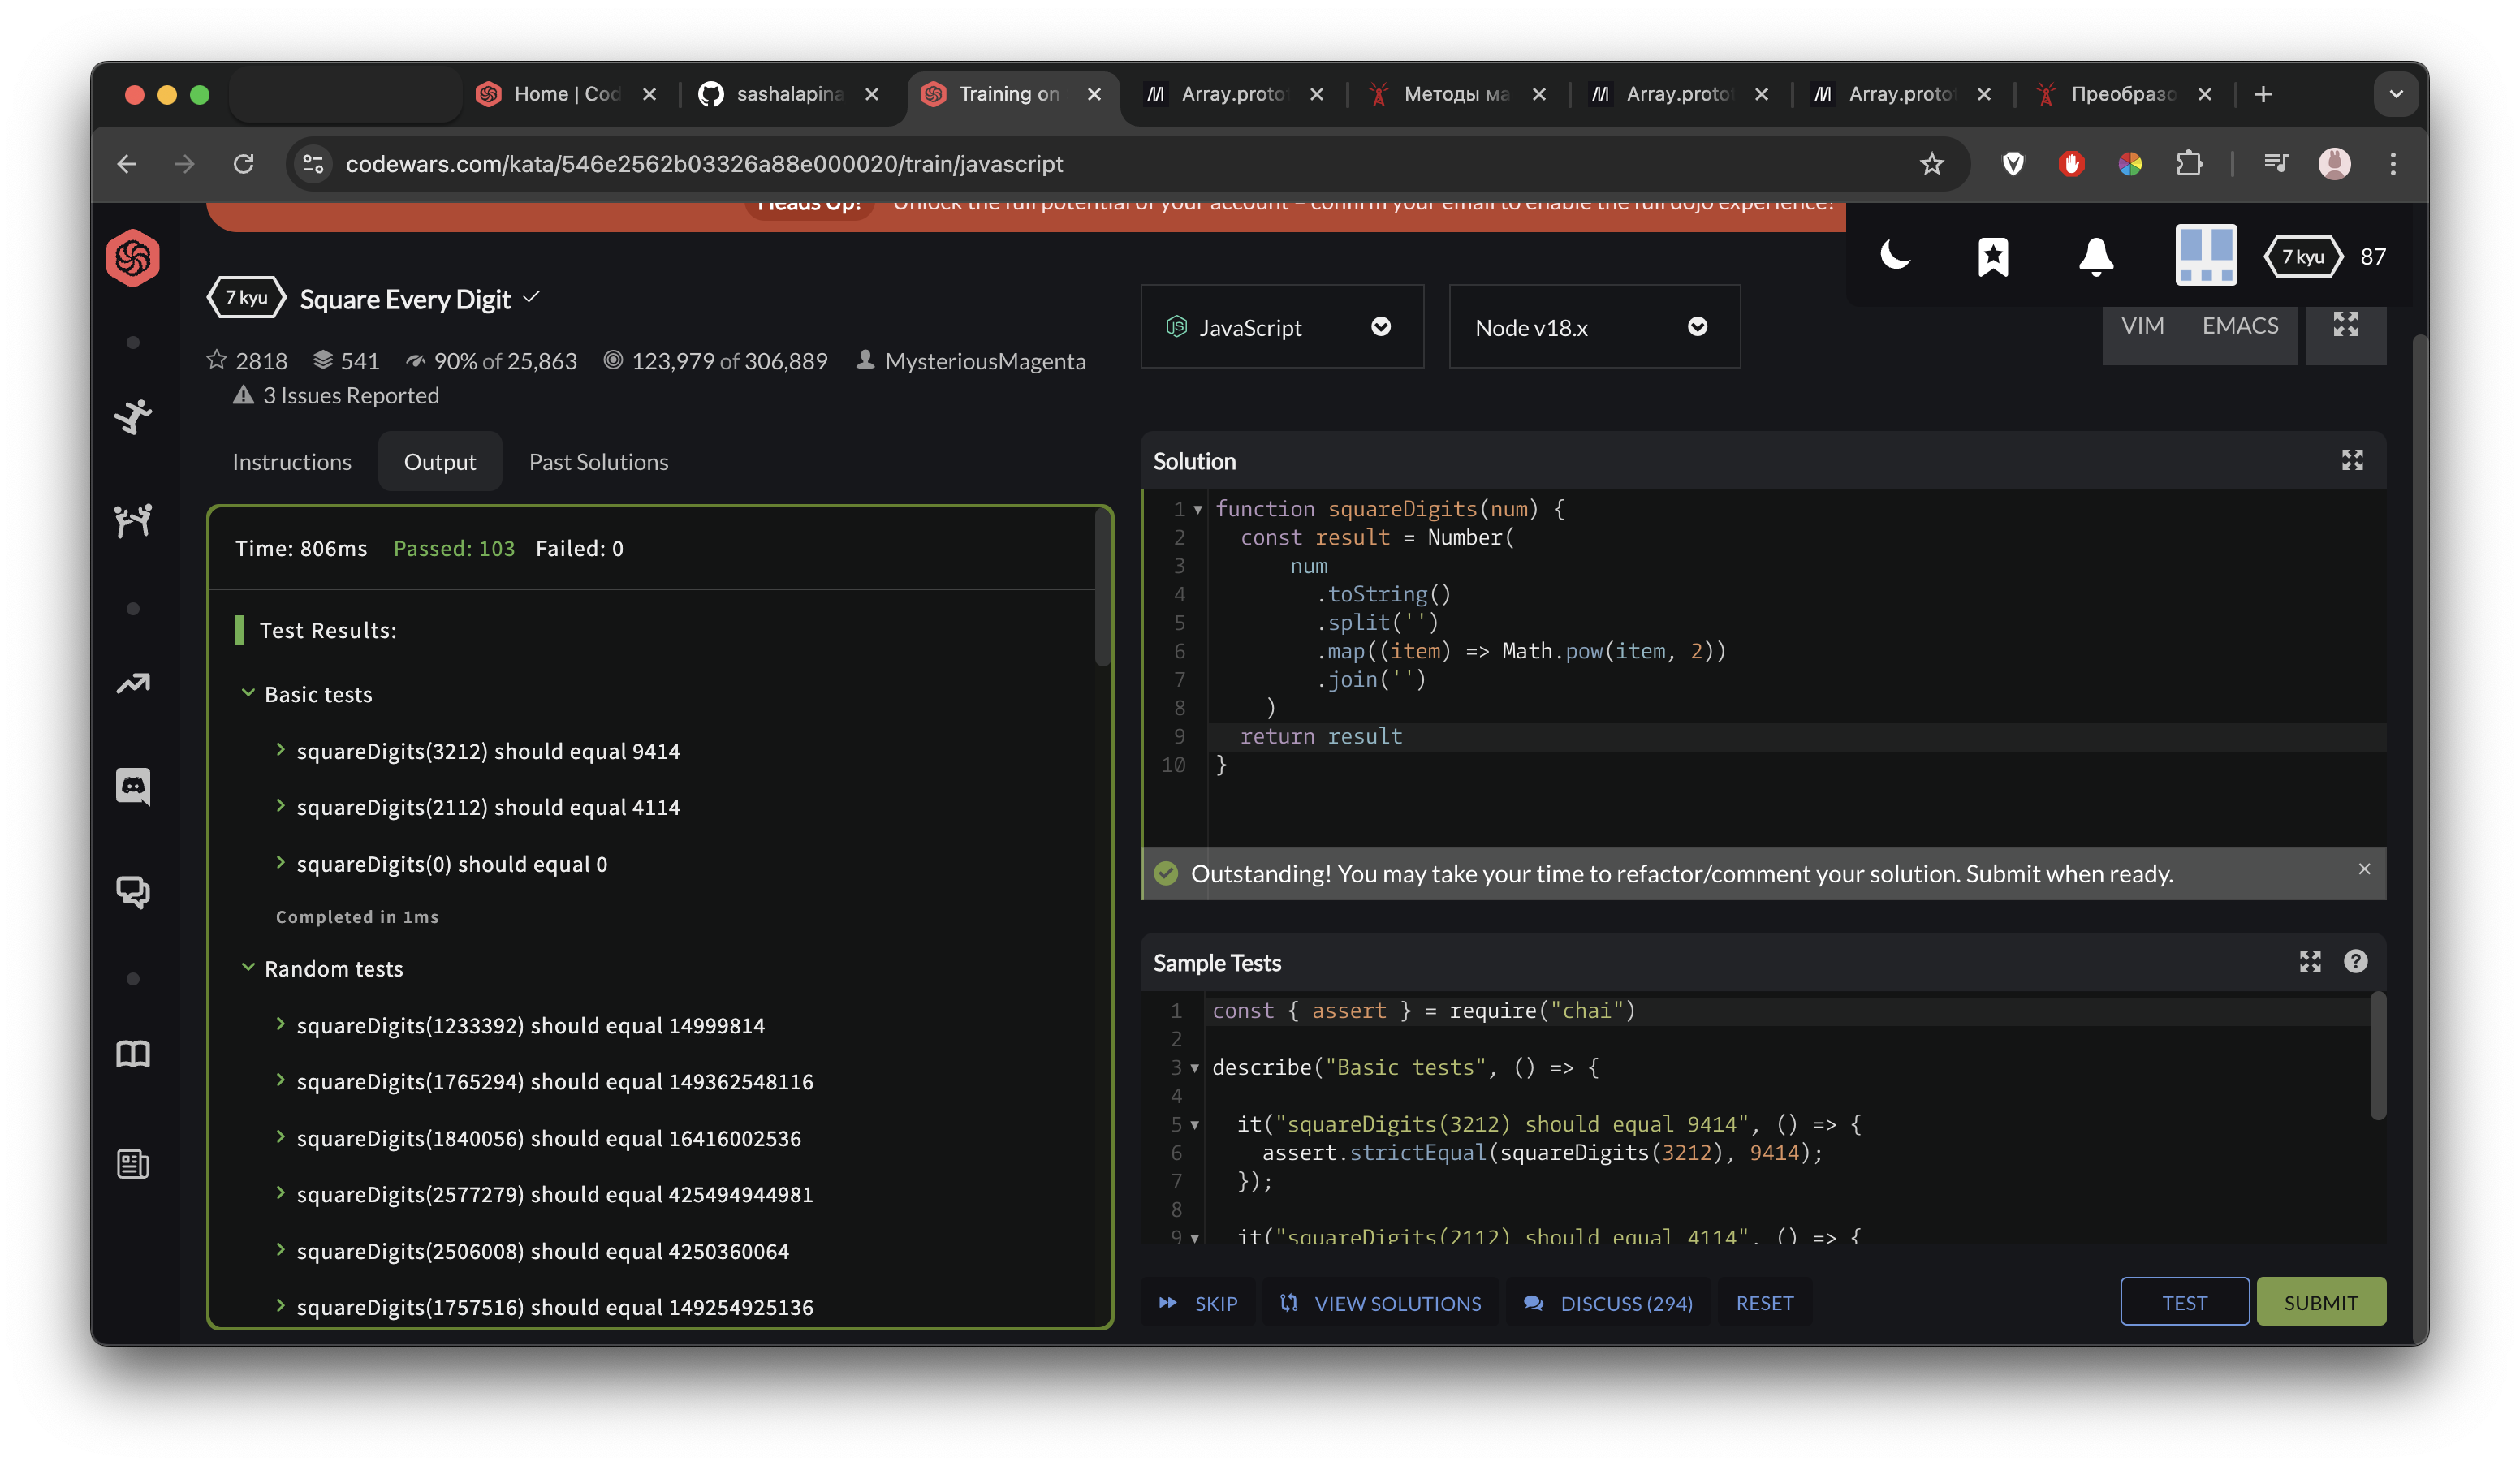 Home | Cod
sashalapina
Training on
Array.proto
Методы ма
Array.proto
Array.proto
Преобразо
codewars.com/kata/546e2562b03326a88e000020/train/javascript
Heads Up! Unlock the full potential of your account – confirm your email to enable the full dojo experience!
7 kyu 87
7 kyu Square Every Digit
2818 541 90% of 25,863 123,979 of 306,889 MysteriousMagenta
3 Issues Reported
JavaScript
Node v18.x
VIM EMACS
Instructions Output Past Solutions
Time: 806ms Passed: 103 Failed: 0
Test Results:
Basic tests
squareDigits(3212) should equal 9414
squareDigits(2112) should equal 4114
squareDigits(0) should equal 0
Completed in 1ms
Random tests
squareDigits(1233392) should equal 14999814
squareDigits(1765294) should equal 149362548116
squareDigits(1840056) should equal 16416002536
squareDigits(2577279) should equal 425494944981
squareDigits(2506008) should equal 4250360064
squareDigits(1757516) should equal 149254925136
Solution
1 function squareDigits(num) {
2 const result = Number(
3 num
4 .toString()
5 .split('')
6 .map((item) => Math.pow(item, 2))
7 .join('')
8 )
9 return result
10 }
Outstanding! You may take your time to refactor/comment your solution. Submit when ready.
Sample Tests
1 const { assert } = require("chai")
2
3 describe("Basic tests", () => {
4
5 it("squareDigits(3212) should equal 9414", () => {
6 assert.strictEqual(squareDigits(3212), 9414);
7 });
8
9 it("squareDigits(2112) should equal 4114", () => {
SKIP VIEW SOLUTIONS DISCUSS (294) RESET TEST SUBMIT